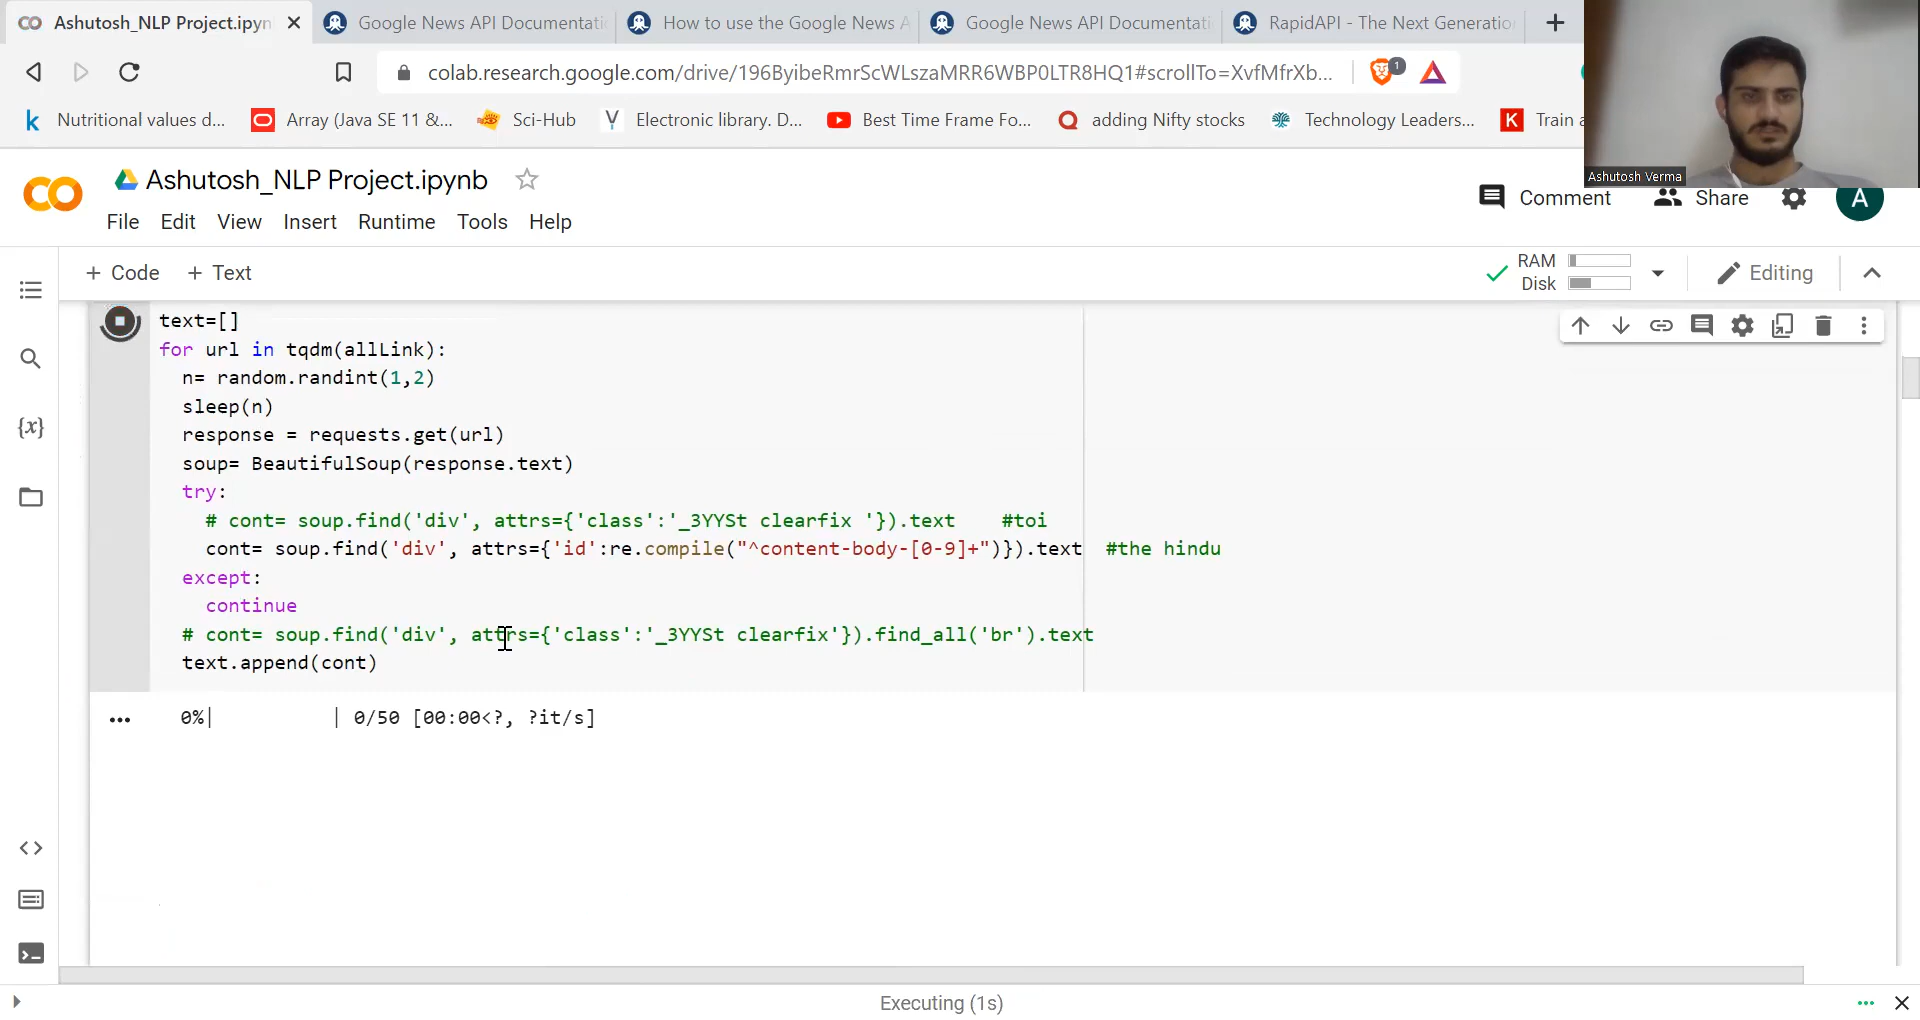 Ashutosh_NLP Project.ipyn
Google News API Documentati
How to use the Google News A
Google News API Documentati
RapidAPI - The Next Generation
colab.research.google.com/drive/196ByibeRmrScWLszaMRR6WBP0LTR8HQ1#scrollTo=XvfMfrXb...
1
Nutritional values d...
Array (Java SE 11 &...
Sci-Hub
Electronic library. D...
Best Time Frame Fo...
adding Nifty stocks
Technology Leaders...
Train a
Ashutosh Verma
Ashutosh_NLP Project.ipynb
Comment
Share
A
File Edit View Insert Runtime Tools Help
+ Code + Text
RAM
Disk
Editing
text=[]
for url in tqdm(allLink):
n= random.randint(1,2)
sleep(n)
response = requests.get(url)
soup= BeautifulSoup(response.text)
try:
# cont= soup.find('div', attrs={'class':'_3YYSt clearfix '}).text #toi
cont= soup.find('div', attrs={'id':re.compile("^content-body-[0-9]+")}).text #the hindu
except:
continue
# cont= soup.find('div', attrs={'class':'_3YYSt clearfix'}).find_all('br').text
text.append(cont)
0%| | 0/50 [00:00<?, ?it/s]
Executing (1s)